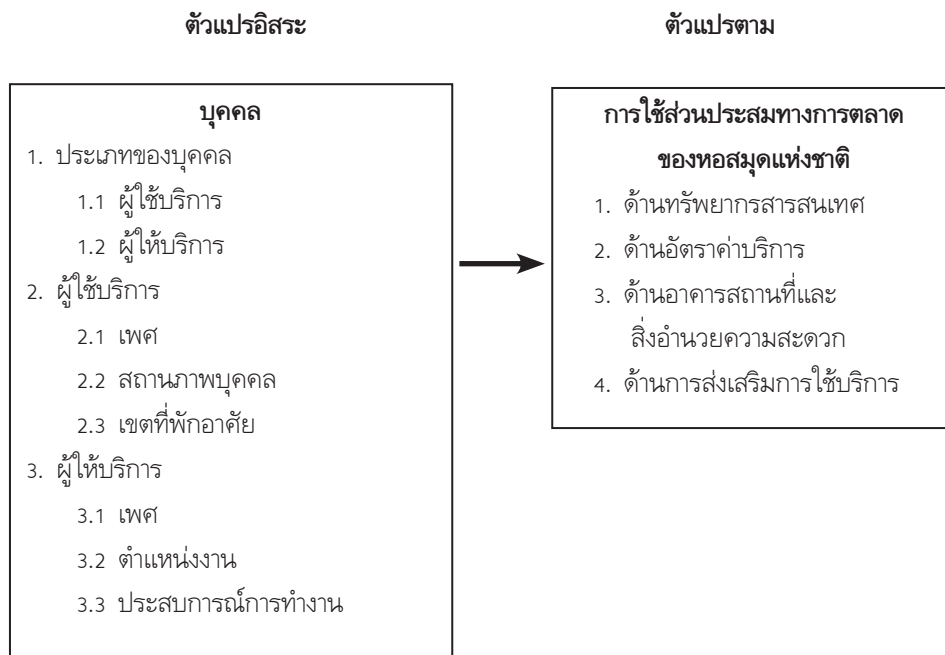 ตัวแปรอิสระ
ตัวแปรตาม
บุคคล
1. ประเภทของบุคคล
1.1 ผู้ใช้บริการ
1.2 ผู้ให้บริการ
2. ผู้ใช้บริการ
2.1 เพศ
2.2 สถานภาพบุคคล
2.3 เขตที่พักอาศัย
3. ผู้ให้บริการ
3.1 เพศ
3.2 ตำแหน่งงาน
3.3 ประสบการณ์การทำงาน
การใช้ส่วนประสมทางการตลาด
ของหอสมุดแห่งชาติ
1. ด้านทรัพยากรสารสนเทศ
2. ด้านอัตราค่าบริการ
3. ด้านอาคารสถานที่และ
สิ่งอำนวยความสะดวก
4. ด้านการส่งเสริมการใช้บริการ